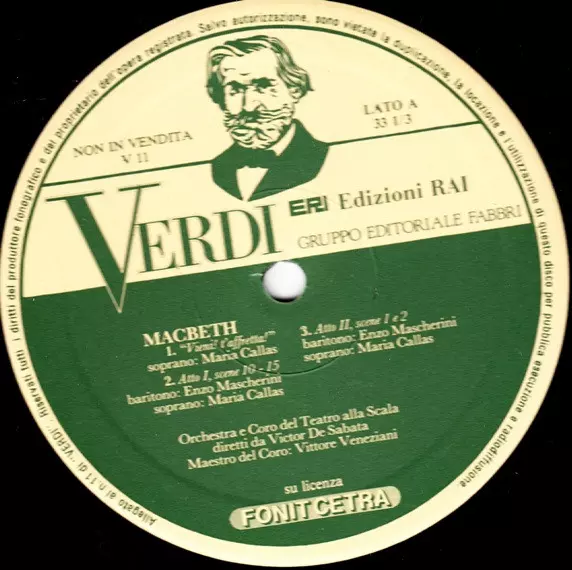 Allegato al n. 11 di "VERDI" Riservati tutti i diritti del produttore fonografico e del proprietario dell'opera registrata. Salvo autorizzazione, sono vietate la duplicazione, la locazione e l'utilizzazione di questo disco per pubblica esecuzione e radiodiffusione.
NON IN VENDITA
V 11
LATO A
33 1/3
VERDI
ERI Edizioni RAI
GRUPPO EDITORIALE FABBRI
MACBETH
1. "Vieni! t'affretta!"
soprano: Maria Callas
2. Atto I, scene 10 - 15
baritono: Enzo Mascherini
soprano: Maria Callas
3. Atto II, scene 1 e 2
baritono: Enzo Mascherini
soprano: Maria Callas
Orchestra e Coro del Teatro alla Scala
diretti da Victor De Sabata
Maestro del Coro: Vittore Veneziani
su licenza
FONIT CETRA